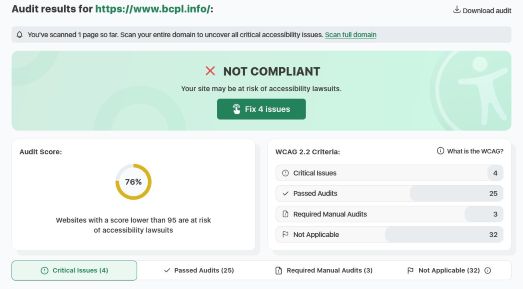 Audit results for https://www.bcpl.info/:
Download audit
You've scanned 1 page so far. Scan your entire domain to uncover all critical accessibility issues. Scan full domain
NOT COMPLIANT
Your site may be at risk of accessibility lawsuits.
Fix 4 issues
Audit Score:
76%
Websites with a score lower than 95 are at risk
of accessibility lawsuits
WCAG 2.2 Criteria:
What is the WCAG?
Critical Issues 4
Passed Audits 25
Required Manual Audits 3
Not Applicable 32
Critical Issues (4)
Passed Audits (25)
Required Manual Audits (3)
Not Applicable (32)